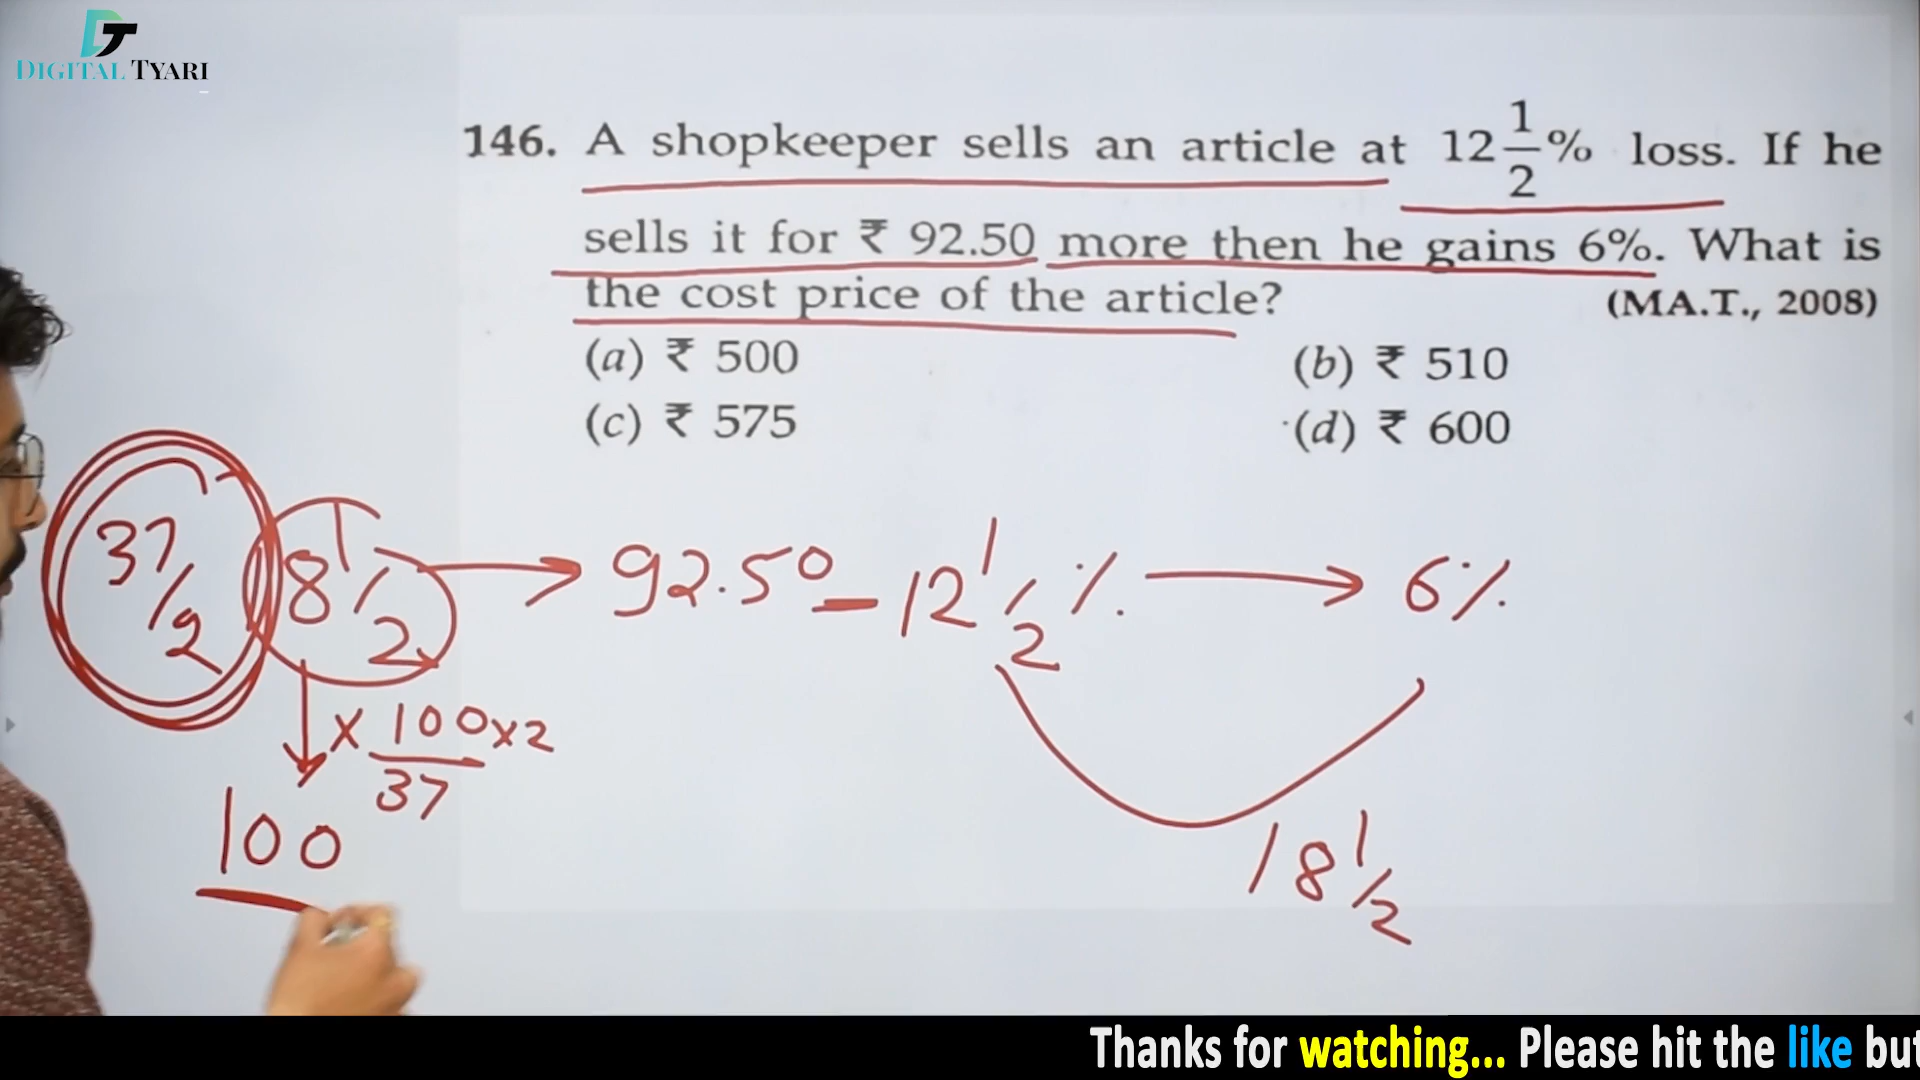 DT
DIGITAL TYARI
146. A shopkeeper sells an article at 12 1/2% loss. If he
sells it for ₹ 92.50 more then he gains 6%. What is
the cost price of the article? (MA.T., 2008)
(a) ₹ 500 (b) ₹ 510
(c) ₹ 575 (d) ₹ 600
37/2 18 1/2 → 92.50 - 12 1/2 % → 6%
× 100/37 × 2
100
18 1/2
Thanks for watching... Please hit the like but